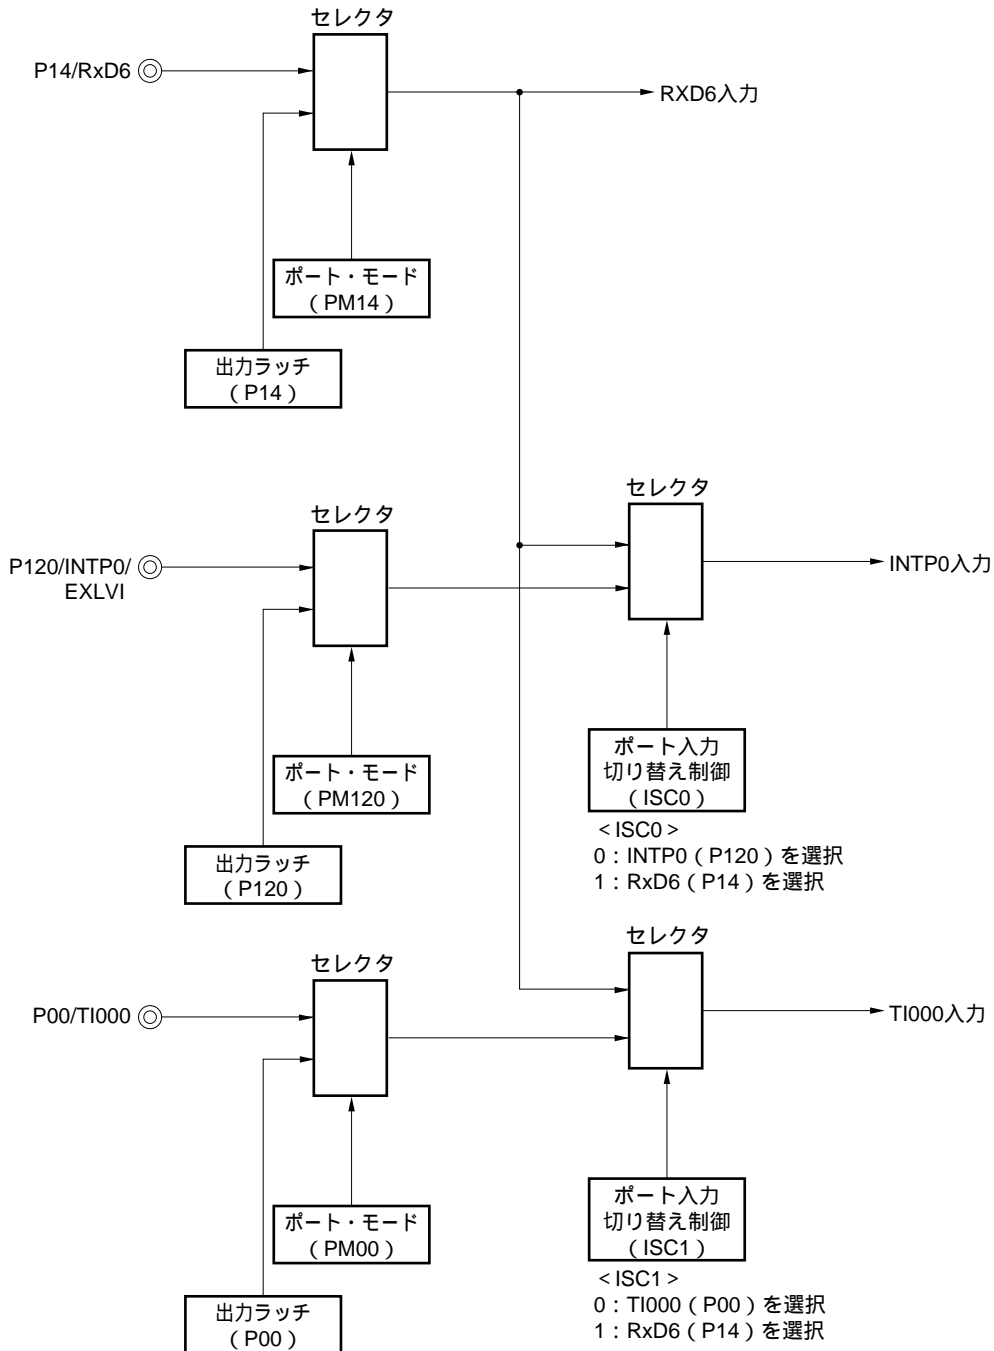 セレクタ
P14/RxD6
RXD6入力
ポート・モード
（PM14）
出力ラッチ
（P14）
セレクタ
セレクタ
P120/INTP0/
EXLVI
INTP0入力
ポート・モード
（PM120）
ポート入力
切り替え制御
（ISC0）
出力ラッチ
（P120）
＜ISC0＞
0：INTP0（P120）を選択
1：RxD6（P14）を選択
セレクタ
セレクタ
P00/TI000
TI000入力
ポート・モード
（PM00）
ポート入力
切り替え制御
（ISC1）
出力ラッチ
（P00）
＜ISC1＞
0：TI000（P00）を選択
1：RxD6（P14）を選択